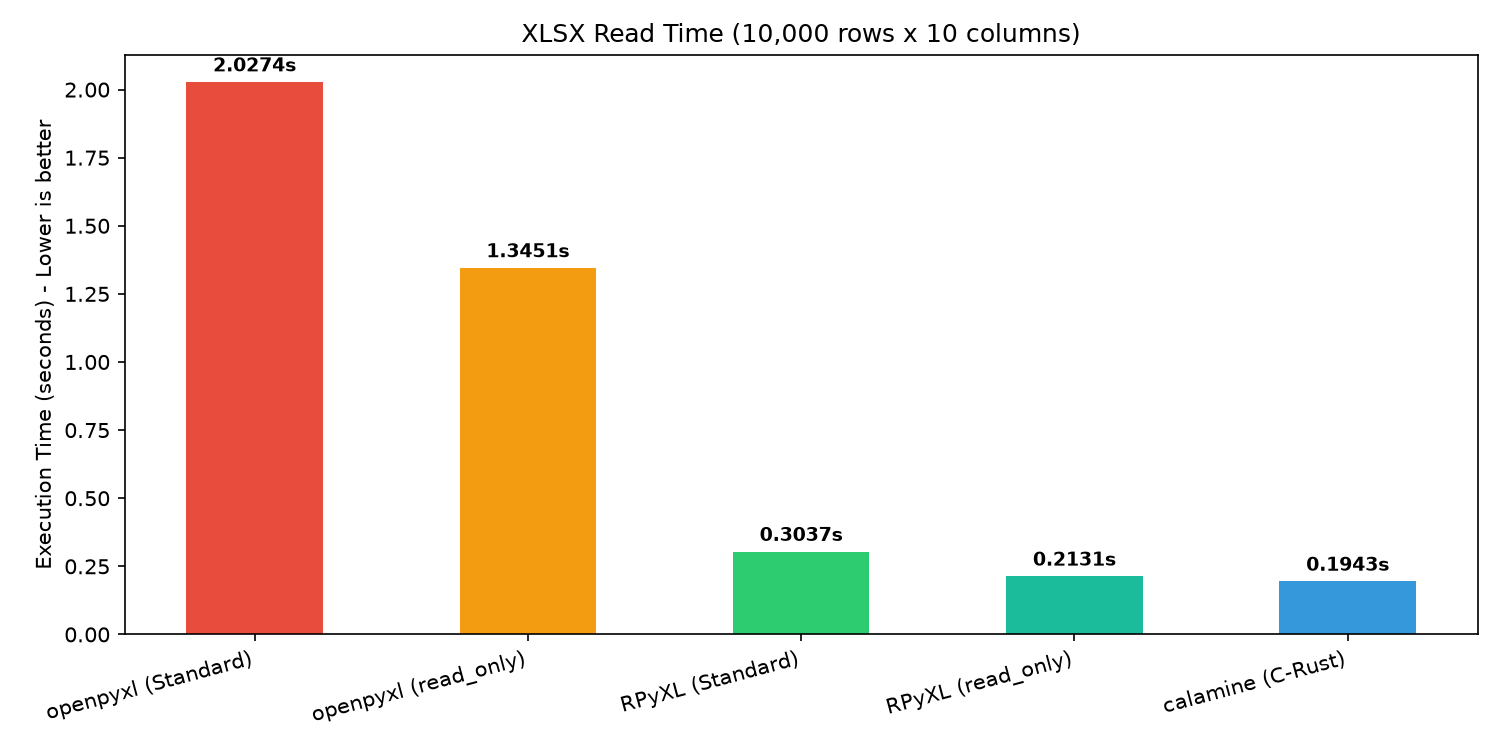 XLSX Read Time (10,000 rows x 10 columns)
Execution Time (seconds) - Lower is better
2.00
1.75
1.50
1.25
1.00
0.75
0.50
0.25
0.00
2.0274s
1.3451s
0.3037s
0.2131s
0.1943s
openpyxl (Standard)
openpyxl (read_only)
RPyXL (Standard)
RPyXL (read_only)
calamine (C-Rust)